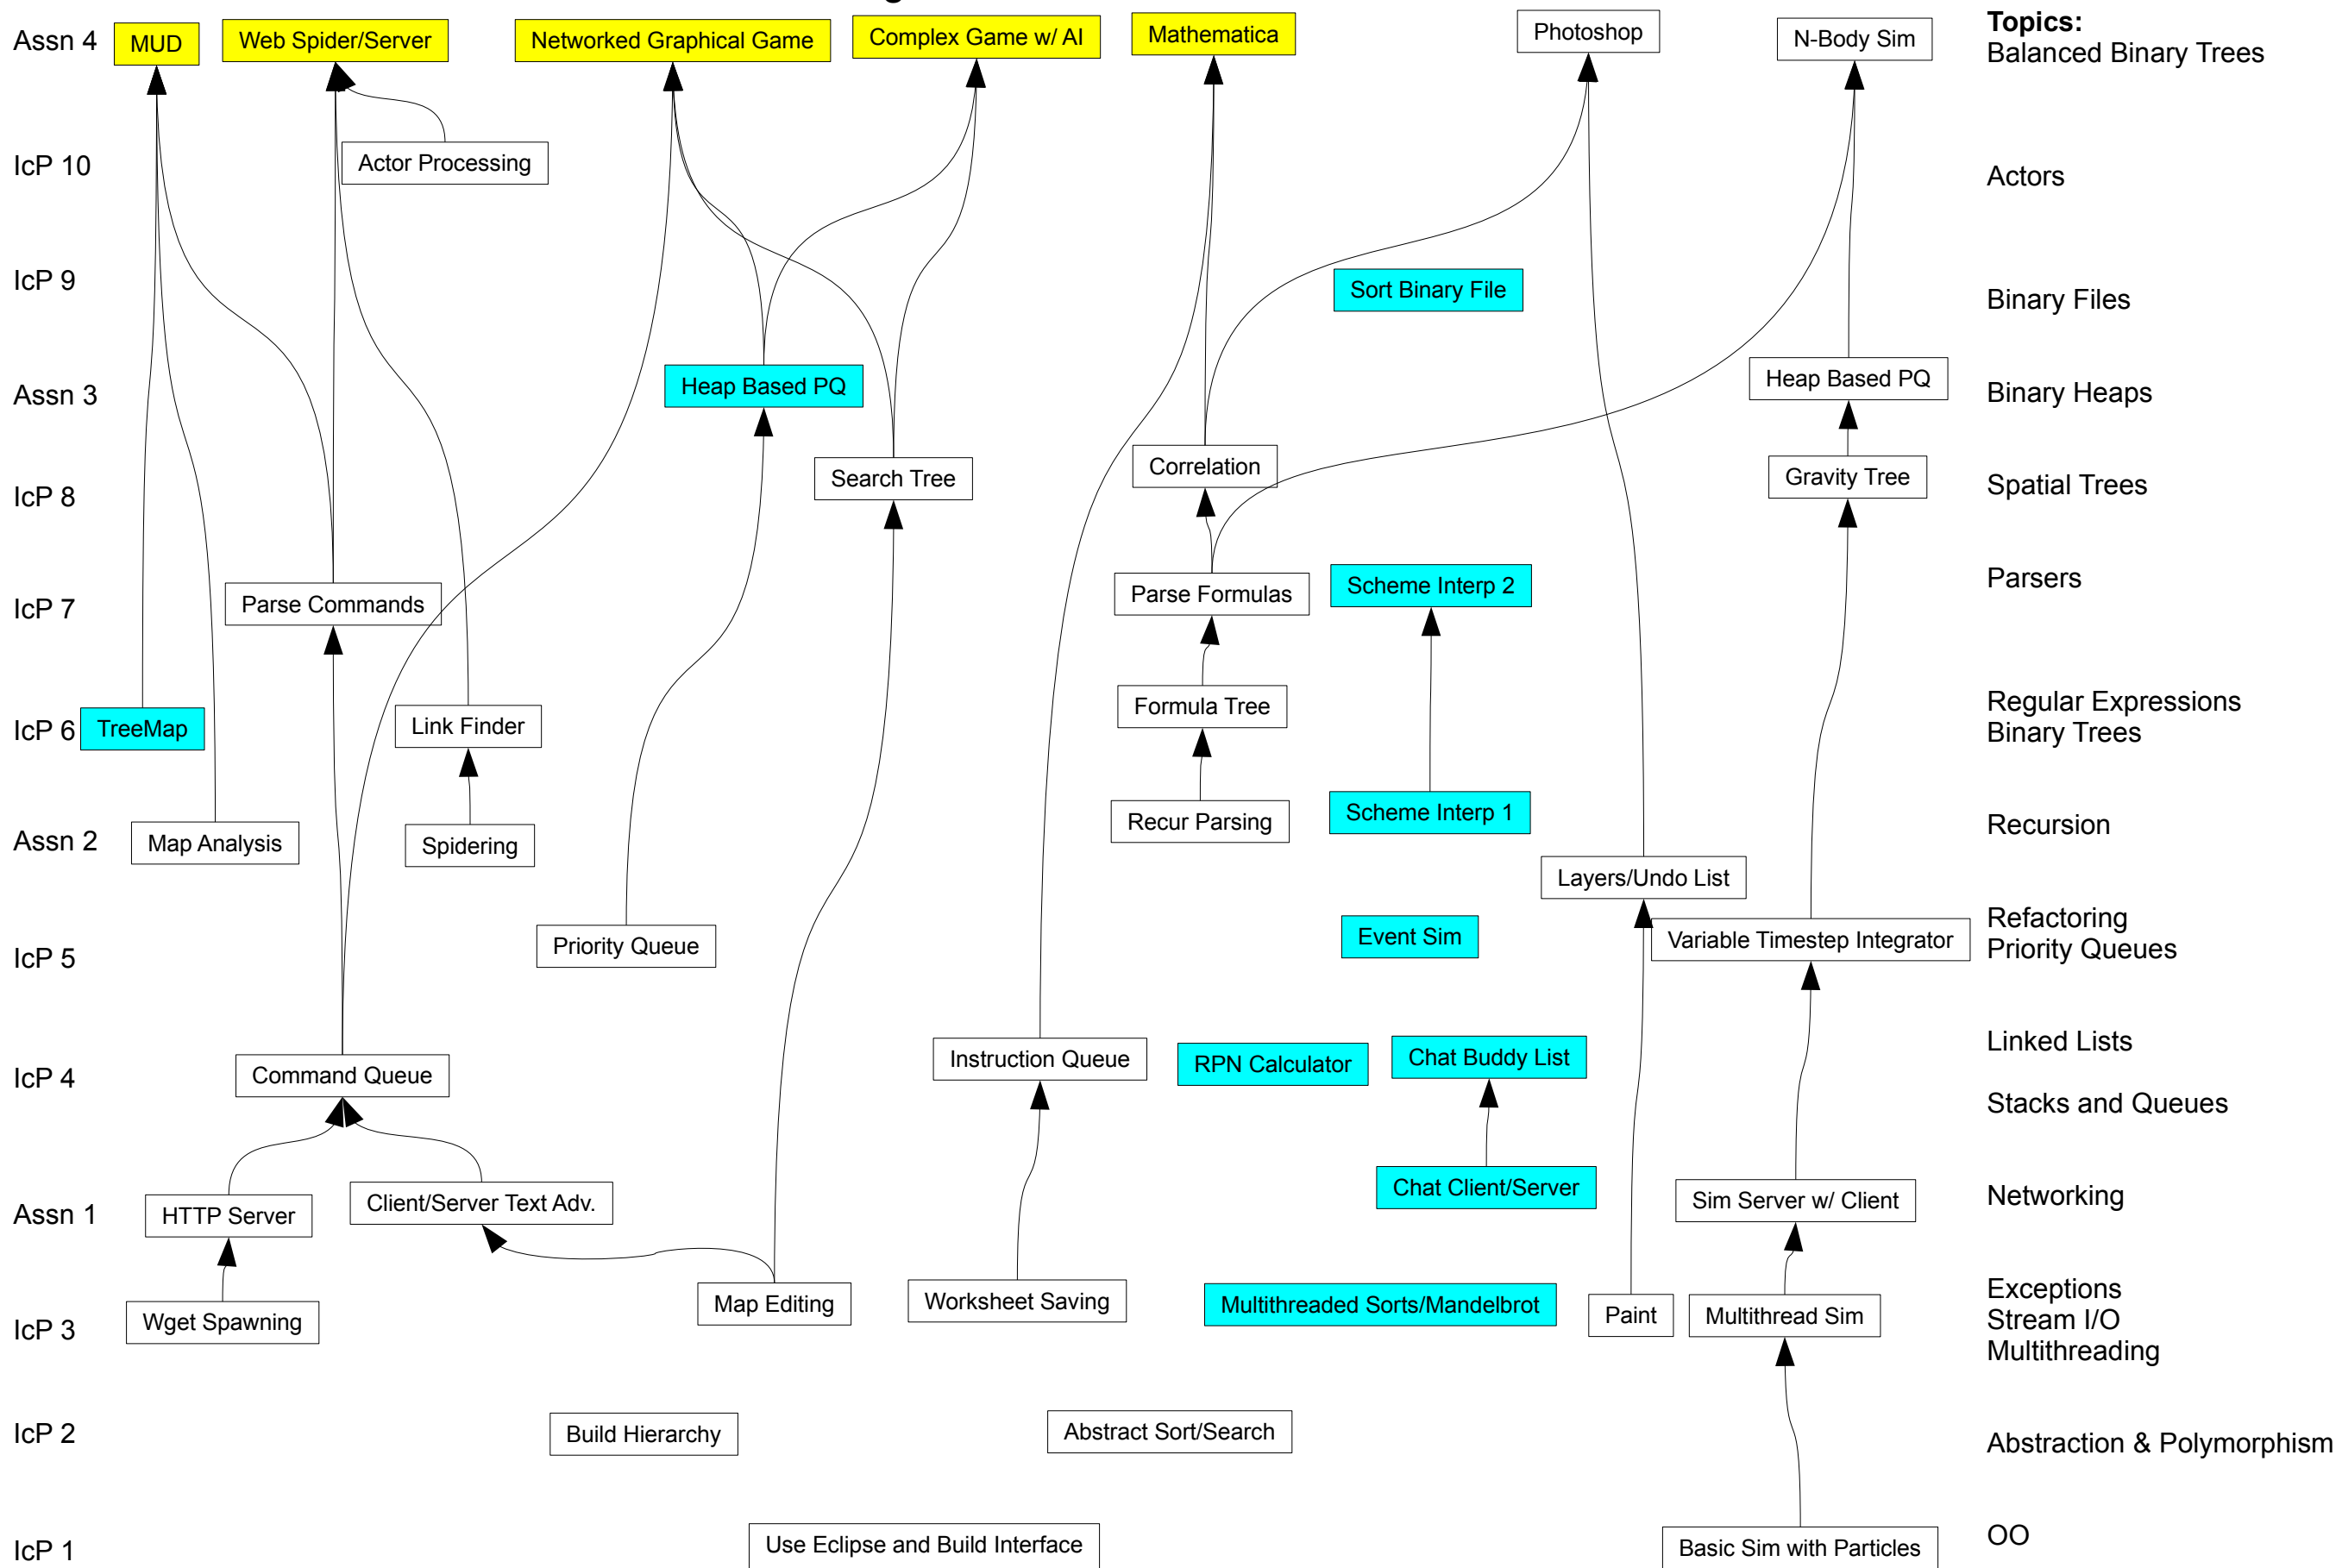 Assn 4
MUD
Web Spider/Server
Networked Graphical Game
Complex Game w/ AI
Mathematica
Photoshop
N-Body Sim
Topics:
Balanced Binary Trees
IcP 10
Actor Processing
Actors
IcP 9
Sort Binary File
Binary Files
Assn 3
Heap Based PQ
Heap Based PQ
Binary Heaps
IcP 8
Search Tree
Correlation
Gravity Tree
Spatial Trees
IcP 7
Parse Commands
Parse Formulas
Scheme Interp 2
Parsers
IcP 6
TreeMap
Link Finder
Formula Tree
Regular Expressions
Binary Trees
Assn 2
Map Analysis
Spidering
Recur Parsing
Scheme Interp 1
Recursion
Layers/Undo List
IcP 5
Priority Queue
Event Sim
Variable Timestep Integrator
Refactoring
Priority Queues
IcP 4
Command Queue
Instruction Queue
RPN Calculator
Chat Buddy List
Linked Lists
Stacks and Queues
Assn 1
HTTP Server
Client/Server Text Adv.
Chat Client/Server
Sim Server w/ Client
Networking
IcP 3
Wget Spawning
Map Editing
Worksheet Saving
Multithreaded Sorts/Mandelbrot
Paint
Multithread Sim
Exceptions
Stream I/O
Multithreading
IcP 2
Build Hierarchy
Abstract Sort/Search
Abstraction & Polymorphism
IcP 1
Use Eclipse and Build Interface
Basic Sim with Particles
OO